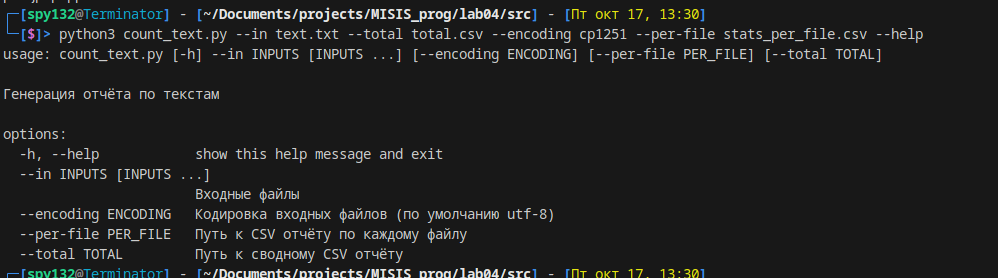 [spy132@Terminator] - [~/Documents/projects/MISIS_prog/lab04/src] - [Пт окт 17, 13:30]
[$]> python3 count_text.py --in text.txt --total total.csv --encoding cp1251 --per-file stats_per_file.csv --help
usage: count_text.py [-h] --in INPUTS [INPUTS ...] [--encoding ENCODING] [--per-file PER_FILE] [--total TOTAL]
Генерация отчёта по текстам
options:
-h, --help show this help message and exit
--in INPUTS [INPUTS ...]
Входные файлы
--encoding ENCODING Кодировка входных файлов (по умолчанию utf-8)
--per-file PER_FILE Путь к CSV отчёту по каждому файлу
--total TOTAL Путь к сводному CSV отчёту
[spy132@Terminator] - [~/Documents/projects/MISIS_prog/lab04/src] - [Пт окт 17, 13:30]